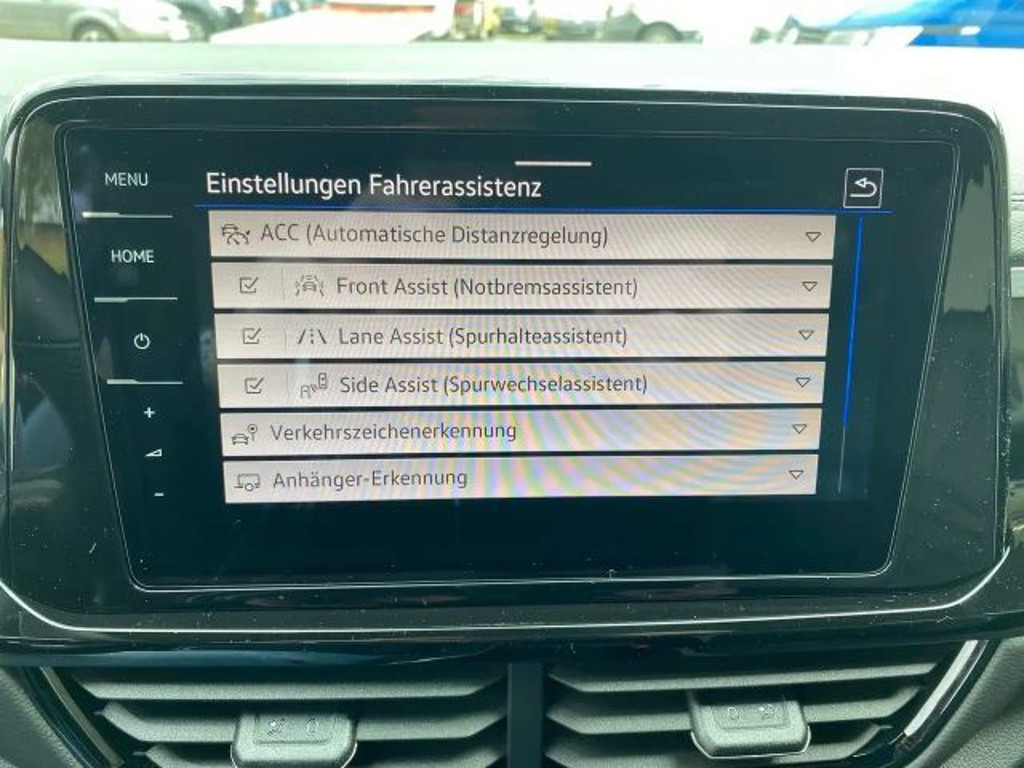 MENU
Einstellungen Fahrerassistenz
ACC (Automatische Distanzregelung)
HOME
Front Assist (Notbremsassistent)
Lane Assist (Spurhalteassistent)
Side Assist (Spurwechselassistent)
Verkehrszeichenerkennung
Anhänger-Erkennung